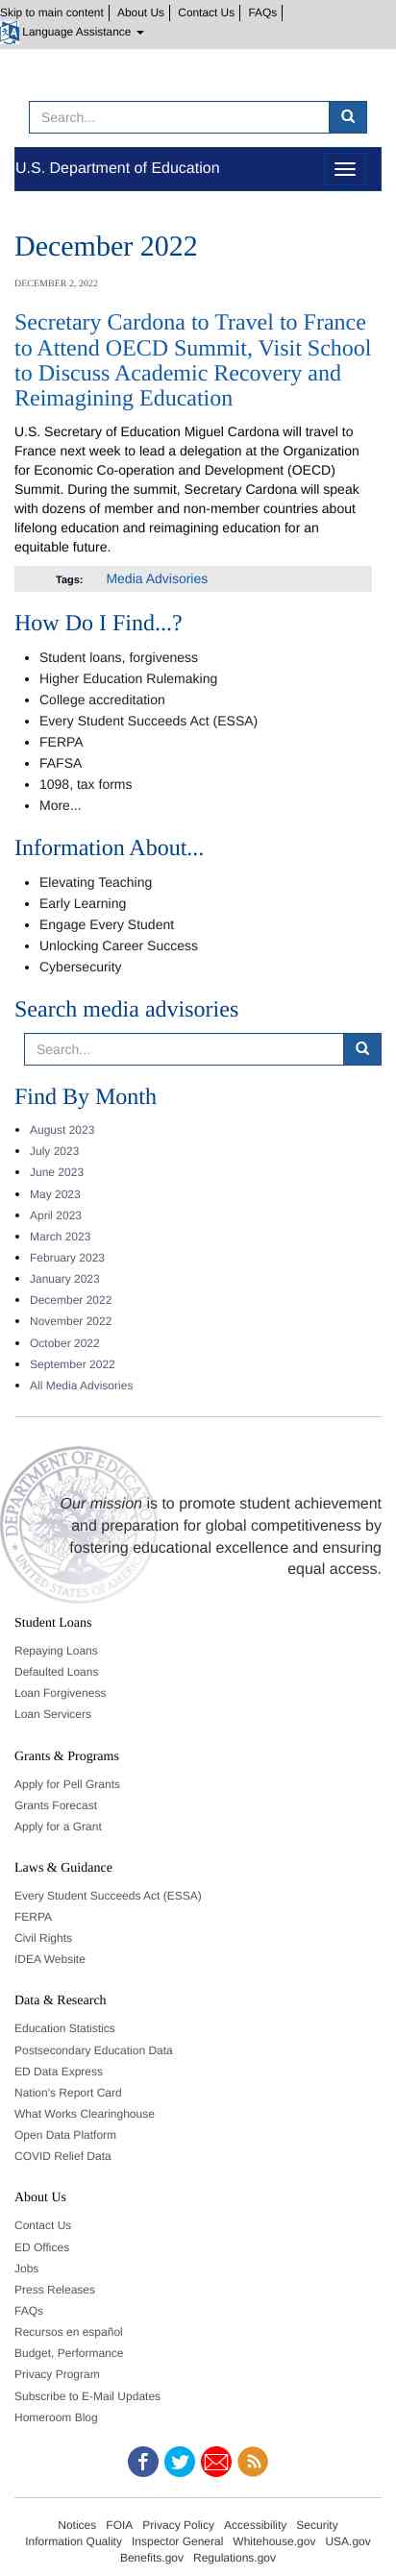 Skip to main content | About Us | Contact Us | FAQs |
Language Assistance
Search...
U.S. Department of Education
December 2022
DECEMBER 2, 2022
Secretary Cardona to Travel to France
to Attend OECD Summit, Visit School
to Discuss Academic Recovery and
Reimagining Education
U.S. Secretary of Education Miguel Cardona will travel to
France next week to lead a delegation at the Organization
for Economic Co-operation and Development (OECD)
Summit. During the summit, Secretary Cardona will speak
with dozens of member and non-member countries about
lifelong education and reimagining education for an
equitable future.
Tags: Media Advisories
How Do I Find...?
• Student loans, forgiveness
• Higher Education Rulemaking
• College accreditation
• Every Student Succeeds Act (ESSA)
• FERPA
• FAFSA
• 1098, tax forms
• More...
Information About...
• Elevating Teaching
• Early Learning
• Engage Every Student
• Unlocking Career Success
• Cybersecurity
Search media advisories
Search...
Find By Month
• August 2023
• July 2023
• June 2023
• May 2023
• April 2023
• March 2023
• February 2023
• January 2023
• December 2022
• November 2022
• October 2022
• September 2022
• All Media Advisories
DEPARTMENT OF EDUCATION
UNITED STATES OF AMERICA
Our mission is to promote student achievement
and preparation for global competitiveness by
fostering educational excellence and ensuring
equal access.
Student Loans
Repaying Loans
Defaulted Loans
Loan Forgiveness
Loan Servicers
Grants & Programs
Apply for Pell Grants
Grants Forecast
Apply for a Grant
Laws & Guidance
Every Student Succeeds Act (ESSA)
FERPA
Civil Rights
IDEA Website
Data & Research
Education Statistics
Postsecondary Education Data
ED Data Express
Nation's Report Card
What Works Clearinghouse
Open Data Platform
COVID Relief Data
About Us
Contact Us
ED Offices
Jobs
Press Releases
FAQs
Recursos en español
Budget, Performance
Privacy Program
Subscribe to E-Mail Updates
Homeroom Blog
Notices FOIA Privacy Policy Accessibility Security
Information Quality Inspector General Whitehouse.gov USA.gov
Benefits.gov Regulations.gov